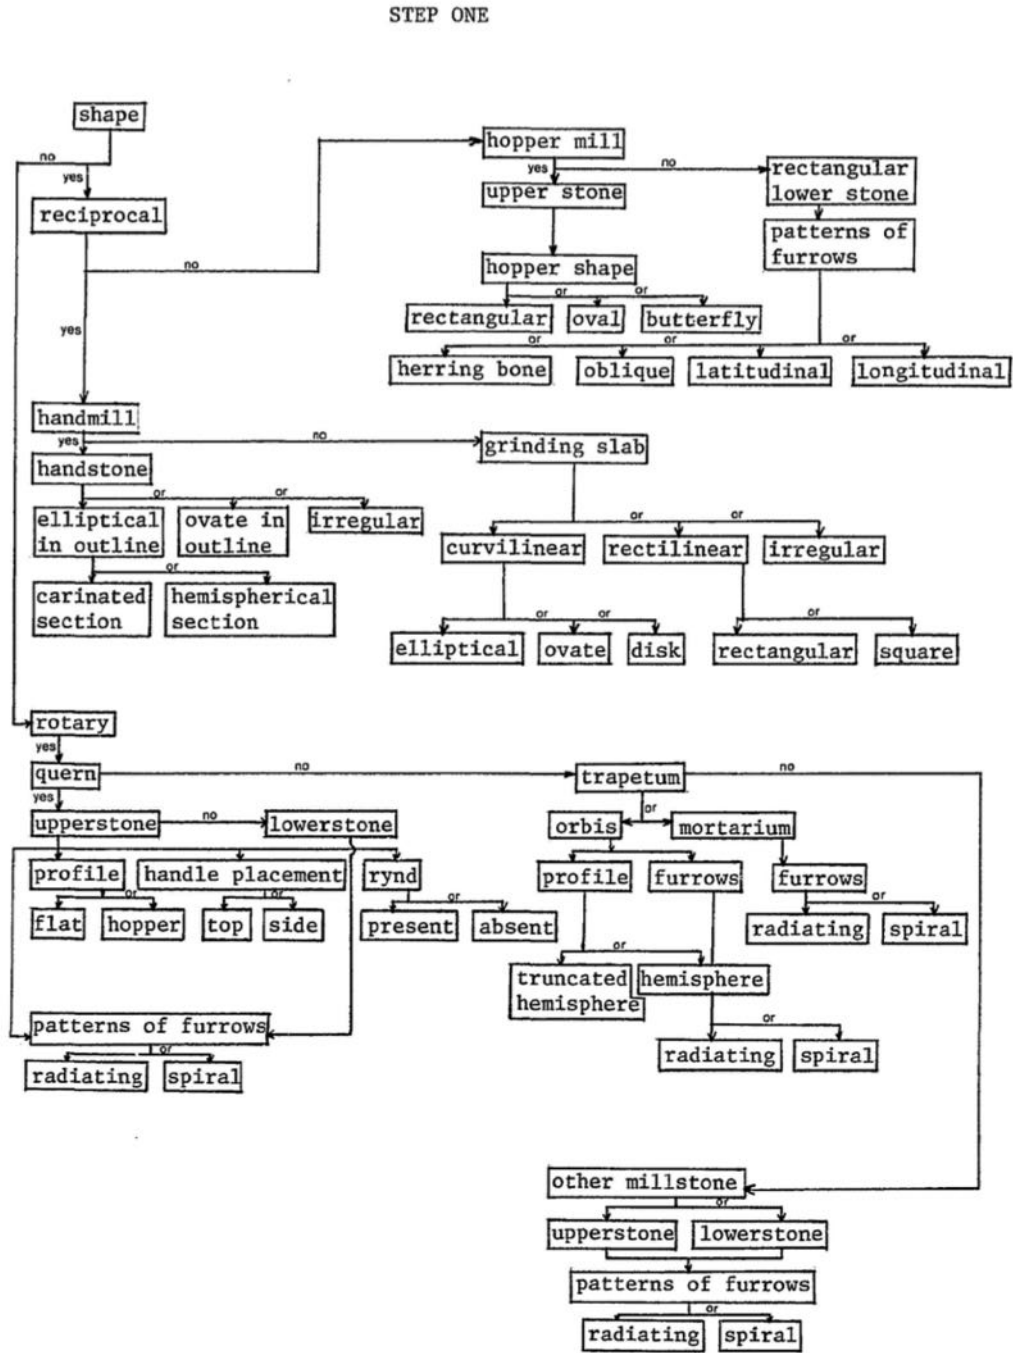 STEP ONE
shape
no
yes
reciprocal
no
yes
hopper mill
yes
no
upper stone
rectangular
lower stone
hopper shape
patterns of
furrows
or
or
rectangular
oval
butterfly
or
or
or
herring bone
oblique
latitudinal
longitudinal
handmill
yes
no
handstone
grinding slab
or
or
elliptical
in outline
ovate in
outline
irregular
or
carinated
section
hemispherical
section
or
or
curvilinear
rectilinear
irregular
or
or
or
elliptical
ovate
disk
rectangular
square
rotary
yes
quern
no
trapetum
no
yes
upperstone
no
lowerstone
or
orbis
mortarium
profile
handle placement
rynd
profile
furrows
furrows
or
or
or
or
flat
hopper
top
side
present
absent
radiating
spiral
or
truncated
hemisphere
hemisphere
patterns of furrows
or
radiating
spiral
or
radiating
spiral
other millstone
or
upperstone
lowerstone
patterns of furrows
or
radiating
spiral